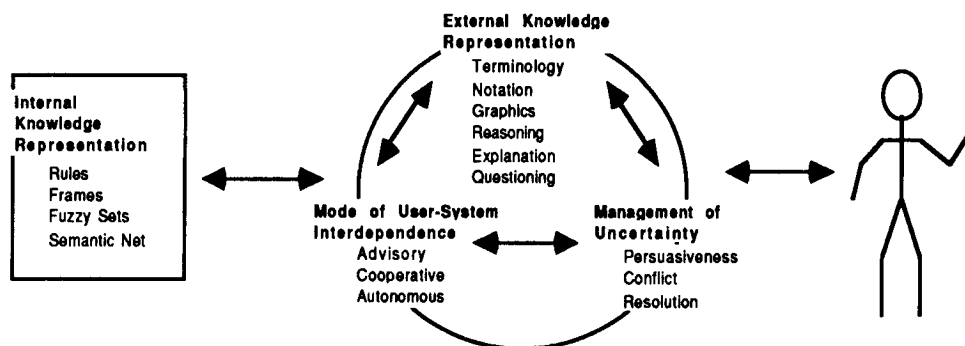 External Knowledge
Representation
Terminology
Notation
Graphics
Reasoning
Explanation
Questioning
Internal
Knowledge
Representation
Rules
Frames
Fuzzy Sets
Semantic Net
Mode of User-System
Interdependence
Advisory
Cooperative
Autonomous
Management of
Uncertainty
Persuasiveness
Conflict
Resolution